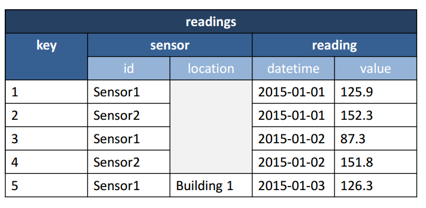 readings
key sensor reading
id location datetime value
1 Sensor1 2015-01-01 125.9
2 Sensor2 2015-01-01 152.3
3 Sensor1 2015-01-02 87.3
4 Sensor2 2015-01-02 151.8
5 Sensor1 Building 1 2015-01-03 126.3